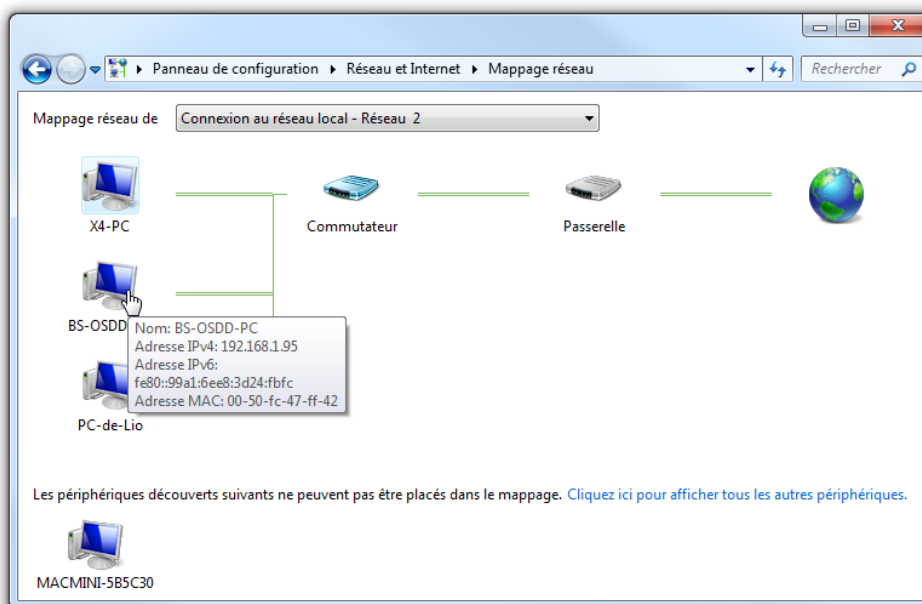 Panneau de configuration Réseau et Internet Mappage réseau
Rechercher
Mappage réseau de Connexion au réseau local - Réseau 2
X4-PC Commutateur Passerelle
BS-OSDD
Nom: BS-OSDD-PC
Adresse IPv4: 192.168.1.95
Adresse IPv6:
fe80::99a1:6ee8:3d24:fbfc
Adresse MAC: 00-50-fc-47-ff-42
PC-de-Lio
Les périphériques découverts suivants ne peuvent pas être placés dans le mappage. Cliquez ici pour afficher tous les autres périphériques.
MACMINI-5B5C30